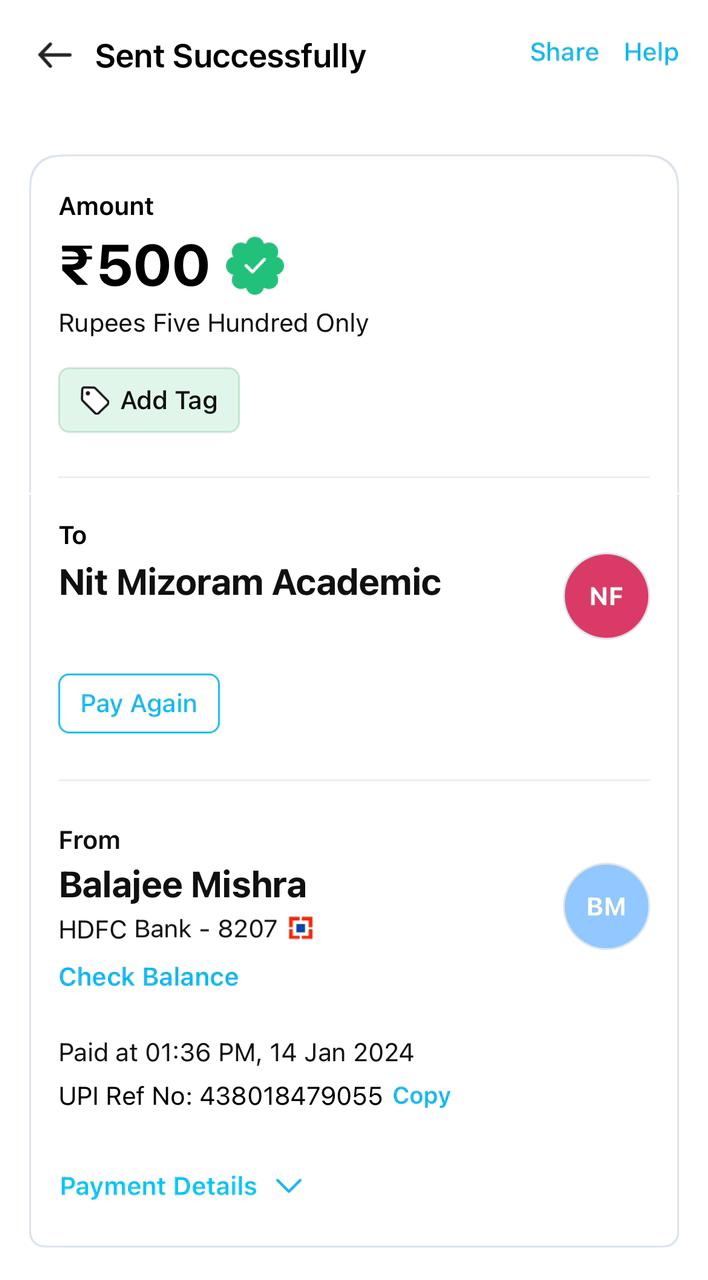 Sent Successfully Share Help
Amount
₹500
Rupees Five Hundred Only
Add Tag
To
Nit Mizoram Academic
NF
Pay Again
From
Balajee Mishra
BM
HDFC Bank - 8207
Check Balance
Paid at 01:36 PM, 14 Jan 2024
UPI Ref No: 438018479055 Copy
Payment Details